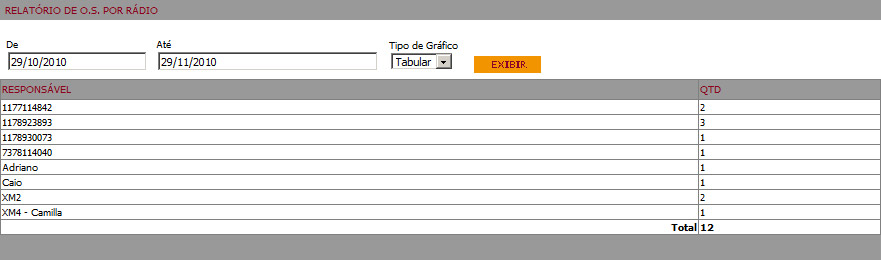 RELATÓRIO DE O.S. POR RÁDIO
De Até Tipo de Gráfico
29/10/2010 29/11/2010 Tabular EXIBIR
RESPONSÁVEL QTD
1177114842 2
1178923893 3
1178930073 1
7378114040 1
Adriano 1
Caio 1
XM2 2
XM4 - Camilla 1
Total 12